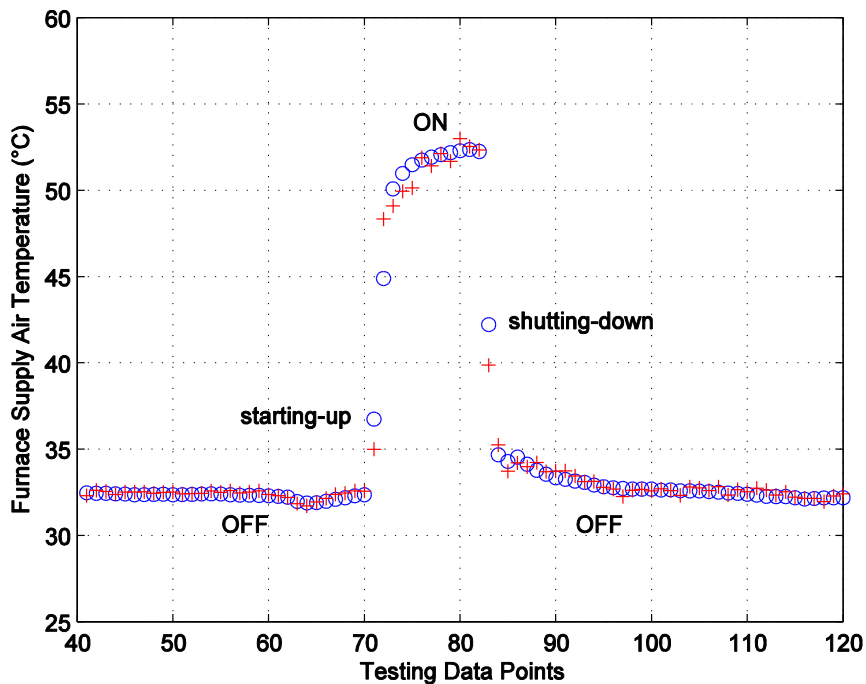 60
55
50
45
40
35
30
25
Furnace Supply Air Temperature (°C)
ON
shutting-down
starting-up
OFF
OFF
40 50 60 70 80 90 100 110 120
Testing Data Points